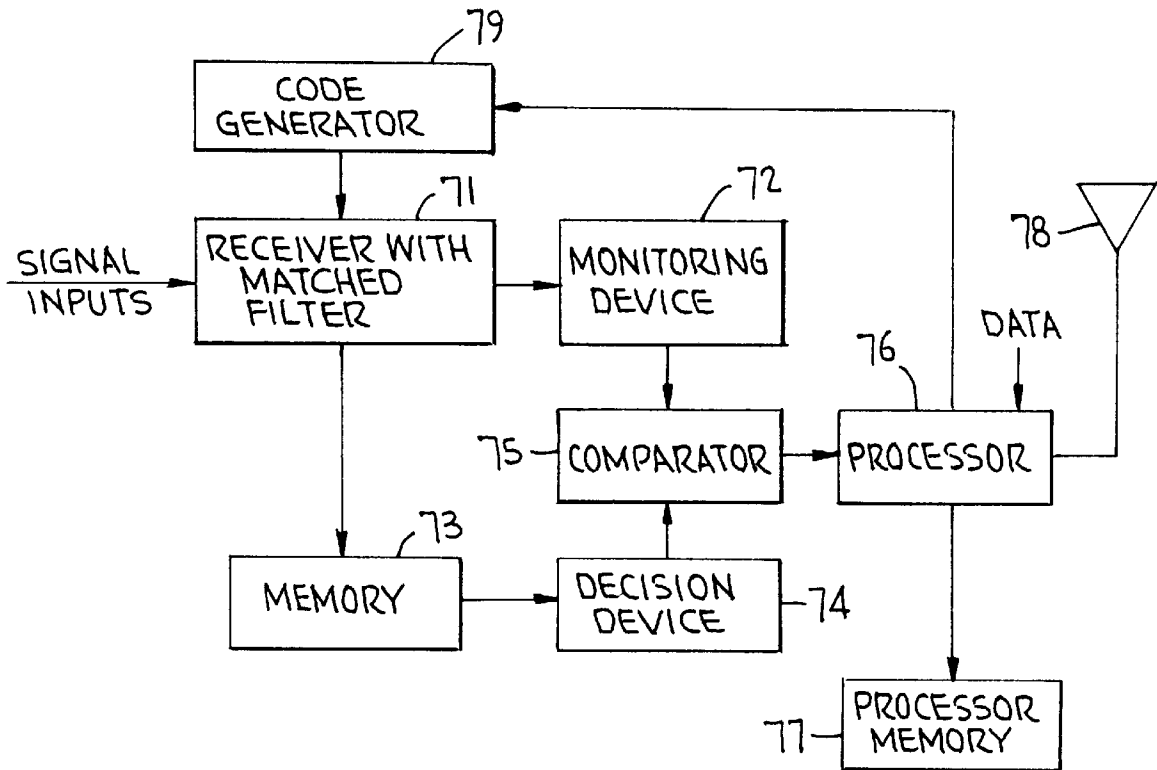 79
CODE
GENERATOR
71
72
RECEIVER WITH
MATCHED
FILTER
SIGNAL
INPUTS
MONITORING
DEVICE
78
DATA
76
75
COMPARATOR
PROCESSOR
73
MEMORY
DECISION
DEVICE
74
77
PROCESSOR
MEMORY